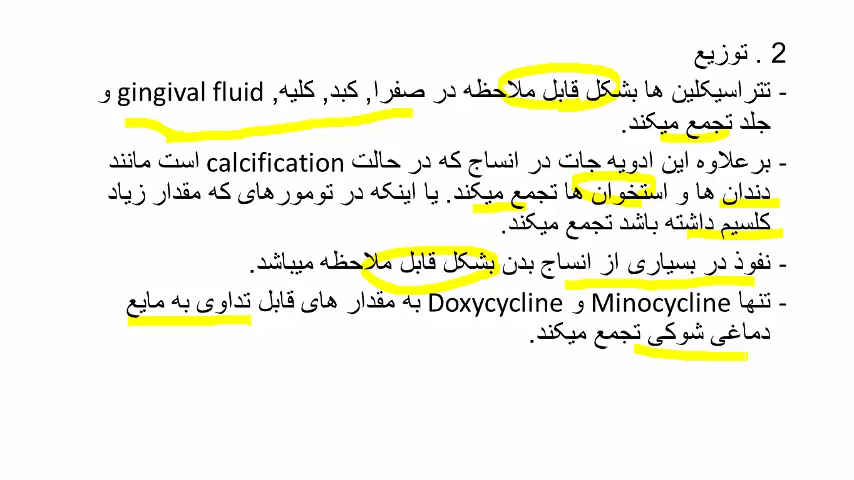 2 . توزیع
- تتراسیکلین ها بشکل قابل ملاحظه در صفرا, کبد, کلیه, gingival fluid و
جلد تجمع میکند.
- برعلاوه این ادویه جات در انساج که در حالت calcification است مانند
دندان ها و استخوان ها تجمع میکند. یا اینکه در تومورهای که مقدار زیاد
کلسیم داشته باشد تجمع میکند.
- نفوذ در بسیاری از انساج بدن بشکل قابل ملاحظه میباشد.
- تنها Minocycline و Doxycycline به مقدار های قابل تداوی به مایع
دماغی شوکی تجمع میکند.